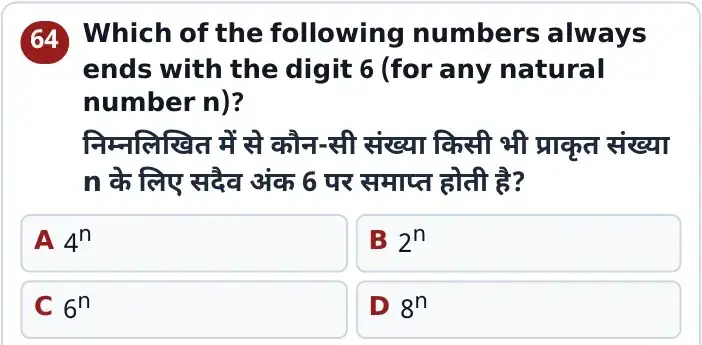 64 Which of the following numbers always
ends with the digit 6 (for any natural
number n)?
निम्नलिखित में से कौन-सी संख्या किसी भी प्राकृत संख्या
n के लिए सदैव अंक 6 पर समाप्त होती है?
A 4ⁿ B 2ⁿ
C 6ⁿ D 8ⁿ